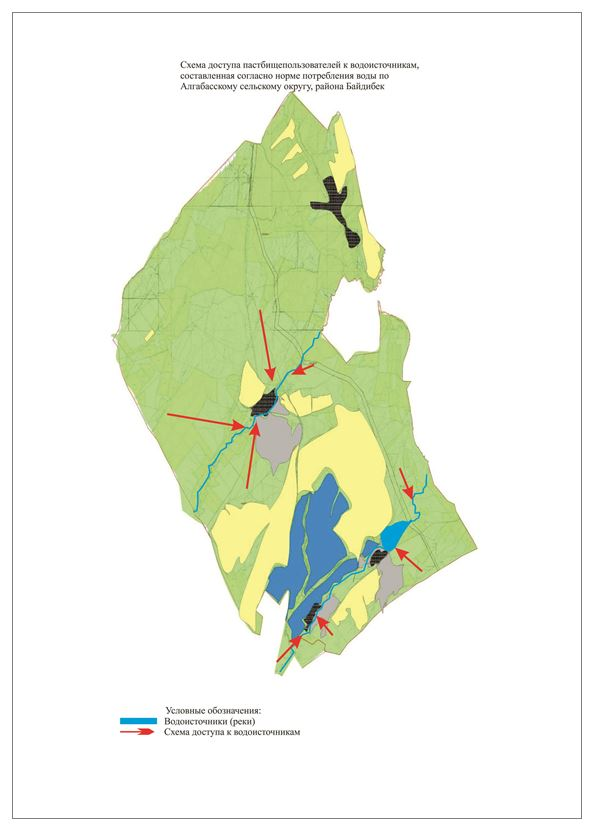 Схема доступа пастбищепользователей к водоисточникам,
составленная согласно норме потребления воды по
Алгабасскому сельскому округу, района Байдибек
Условные обозначения:
Водоисточники (реки)
Схема доступа к водоисточникам